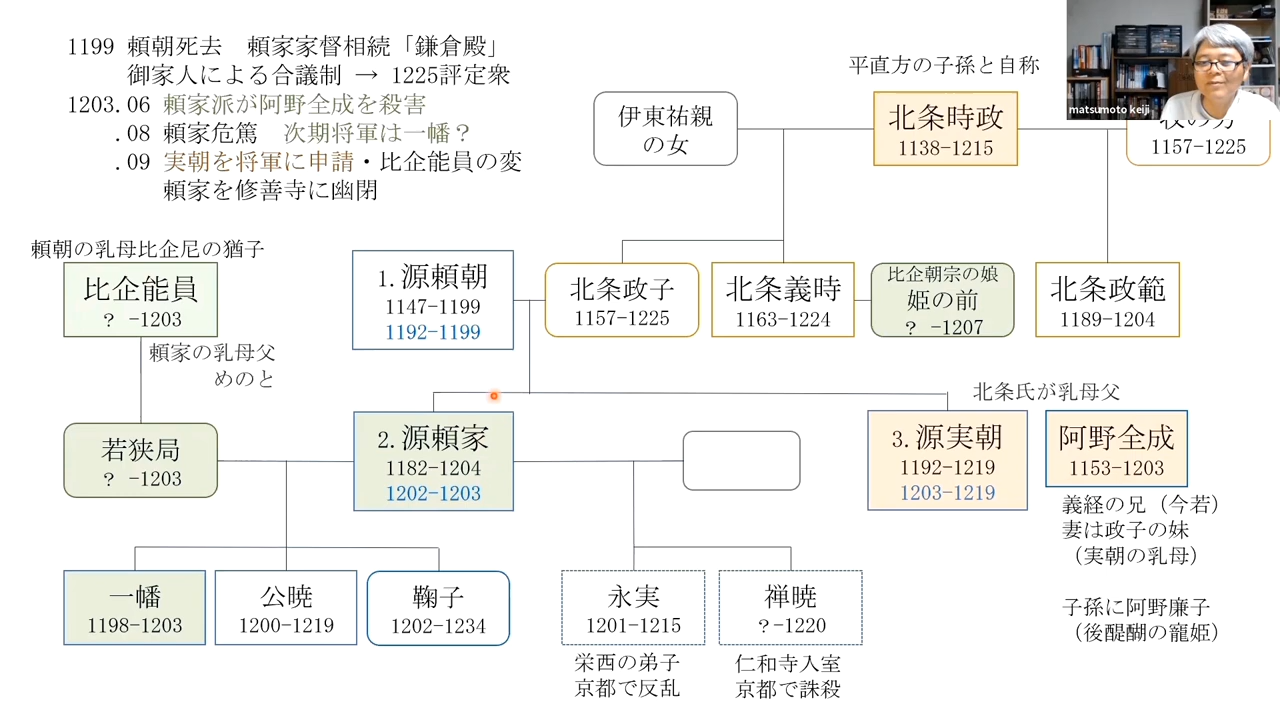 1199 頼朝死去　頼家家督相続「鎌倉殿」
御家人による合議制 → 1225評定衆
1203.06 頼家派が阿野全成を殺害
.08 頼家危篤　次期将軍は一幡？
.09 実朝を将軍に申請・比企能員の変
頼家を修善寺に幽閉
平直方の子孫と自称
matsumoto keiji
伊東祐親
の女
北条時政
1138-1215
牧の方
1157-1225
頼朝の乳母比企尼の猶子
比企能員
？ -1203
1.源頼朝
1147-1199
1192-1199
北条政子
1157-1225
北条義時
1163-1224
比企朝宗の娘
姫の前
？ -1207
北条政範
1189-1204
頼家の乳母父
めのと
北条氏が乳母父
若狭局
？ -1203
2.源頼家
1182-1204
1202-1203
3.源実朝
1192-1219
1203-1219
阿野全成
1153-1203
義経の兄（今若）
妻は政子の妹
（実朝の乳母）
子孫に阿野廉子
（後醍醐の寵姫）
一幡
1198-1203
公暁
1200-1219
鞠子
1202-1234
永実
1201-1215
禅暁
？-1220
栄西の弟子
京都で反乱
仁和寺入室
京都で誅殺